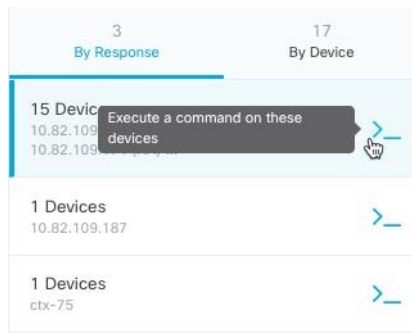 3
17
By Response
By Device
15 Devic
Execute a command on these
devices
10.82.109
10.82.109
1 Devices
10.82.109.187
1 Devices
ctx-75